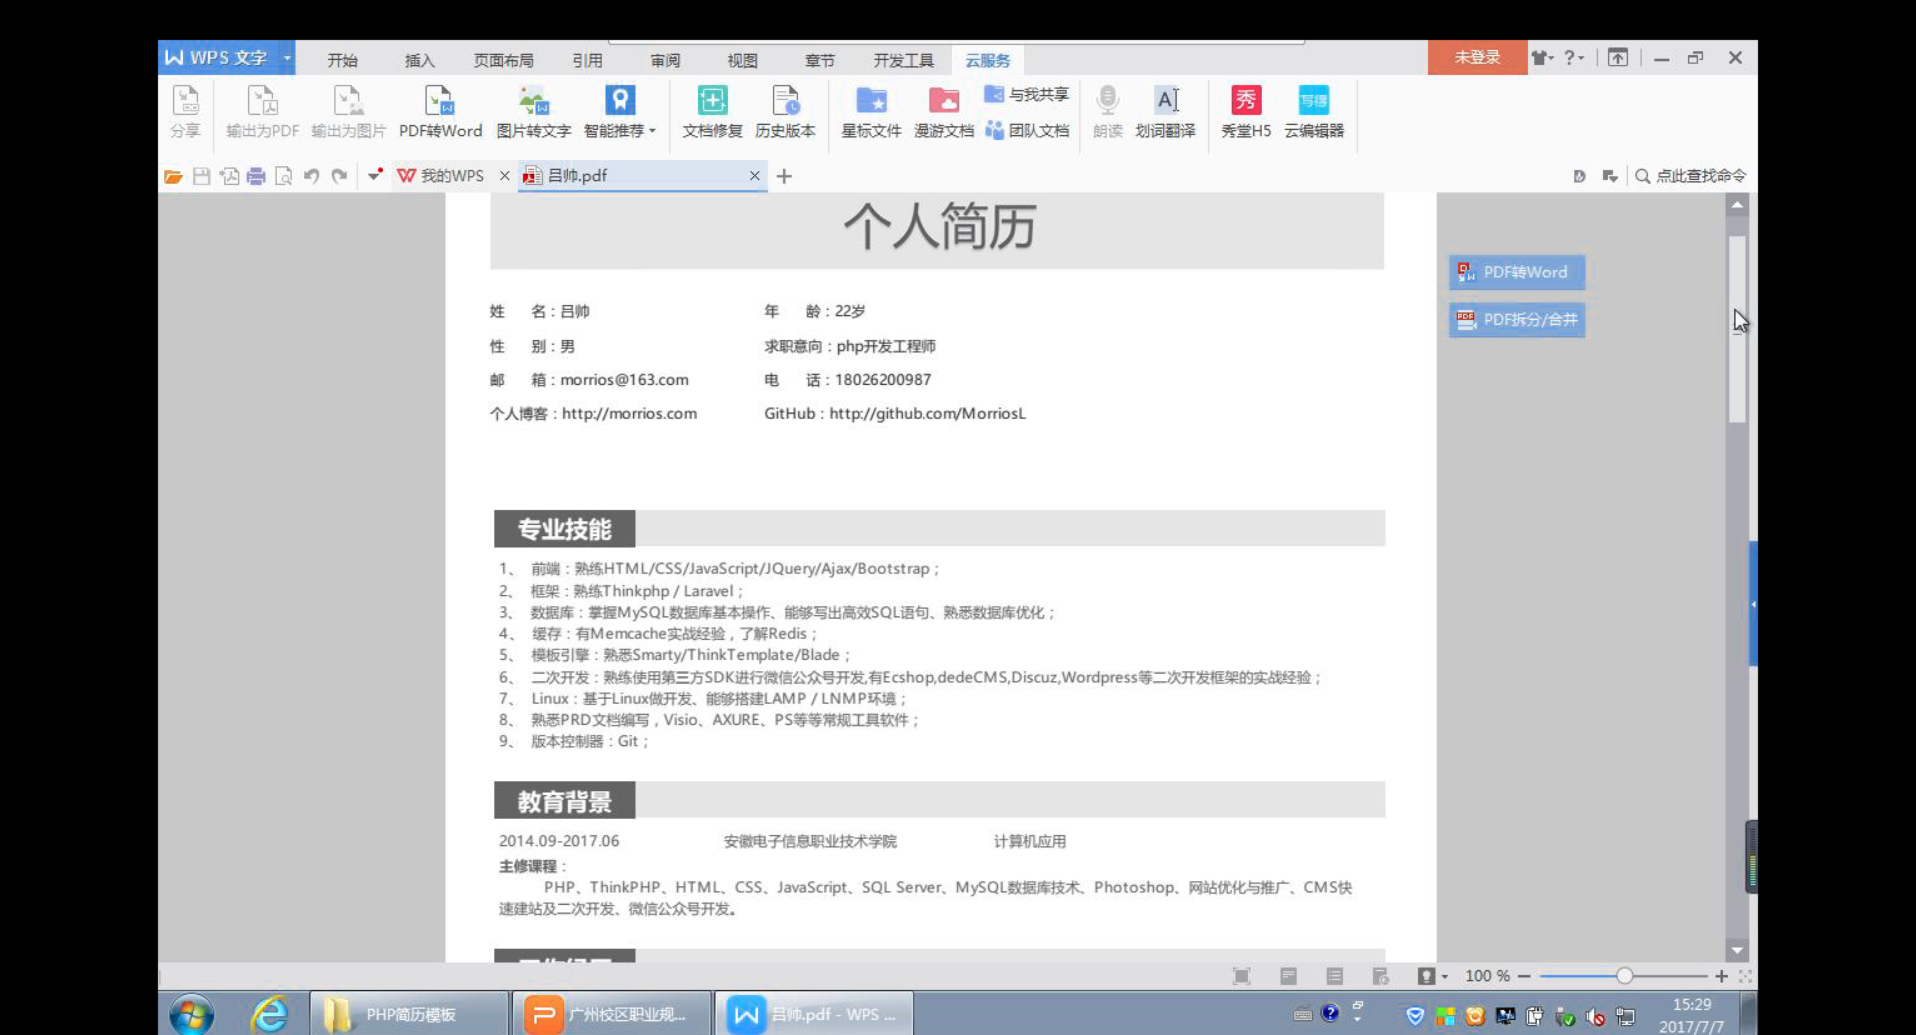 WPS 文字
开始 插入 页面布局 引用 审阅 视图 章节 开发工具 云服务 未登录 ?
分享 输出为PDF 输出为图片 PDF转Word 图片转文字 智能推荐 文档修复 历史版本 星标文件 漫游文档 与我共享 团队文档 朗读 划词翻译 秀堂H5 云编辑器
秀 写得
我的WPS 吕帅.pdf 点此查找命令
个人简历
PDF转Word
PDF拆分/合并
姓 名：吕帅 年 龄：22岁
性 别：男 求职意向：php开发工程师
邮 箱：morrios@163.com 电 话：18026200987
个人博客：http://morrios.com GitHub：http://github.com/MorriosL
专业技能
1、 前端：熟练HTML/CSS/JavaScript/JQuery/Ajax/Bootstrap；
2、 框架：熟练Thinkphp / Laravel；
3、 数据库：掌握MySQL数据库基本操作、能够写出高效SQL语句、熟悉数据库优化；
4、 缓存：有Memcache实战经验，了解Redis；
5、 模板引擎：熟悉Smarty/ThinkTemplate/Blade；
6、 二次开发：熟练使用第三方SDK进行微信公众号开发,有Ecshop,dedeCMS,Discuz,Wordpress等二次开发框架的实战经验；
7、 Linux：基于Linux做开发、能够搭建LAMP / LNMP环境；
8、 熟悉PRD文档编写，Visio、AXURE、PS等等常规工具软件；
9、 版本控制器：Git；
教育背景
2014.09-2017.06 安徽电子信息职业技术学院 计算机应用
主修课程：
PHP、ThinkPHP、HTML、CSS、JavaScript、SQL Server、MySQL数据库技术、Photoshop、网站优化与推广、CMS快
速建站及二次开发、微信公众号开发。
100 %
PHP简历模板 广州校区职业规... 吕帅.pdf - WPS ...
15:29
2017/7/7